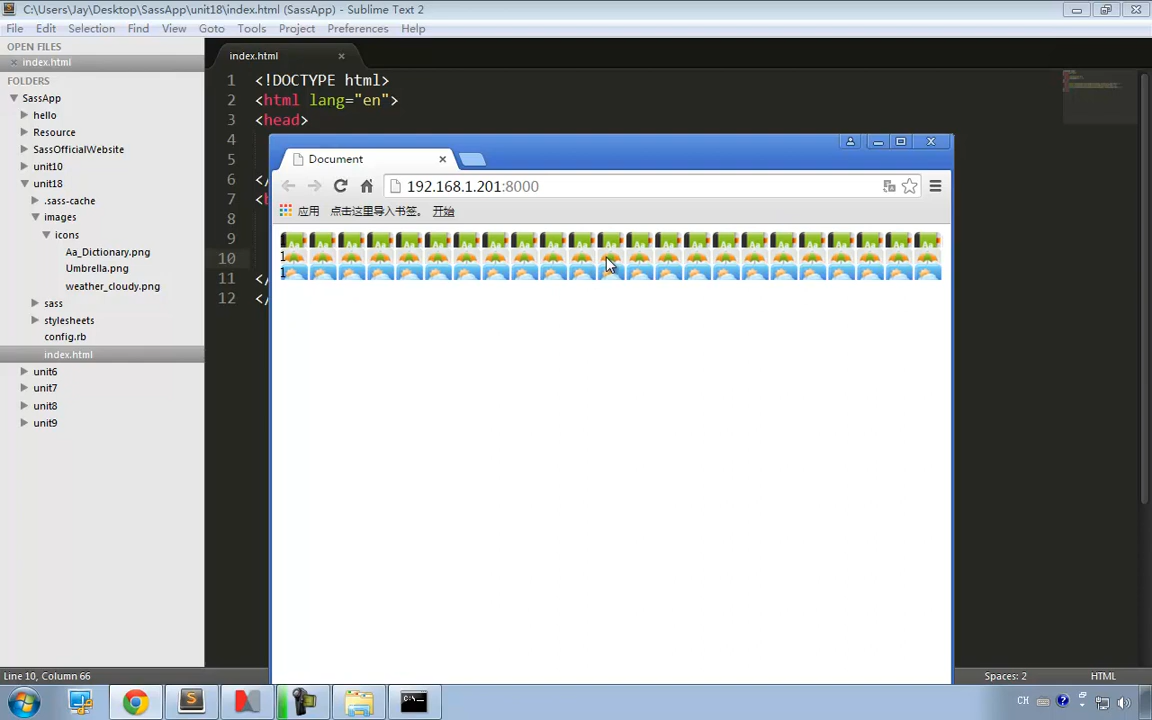 C:\Users\Jay\Desktop\SassApp\unit18\index.html (SassApp) - Sublime Text 2
File Edit Selection Find View Goto Tools Project Preferences Help
OPEN FILES
index.html
FOLDERS
SassApp
hello
Resource
SassOfficialWebsite
unit10
unit18
.sass-cache
images
icons
Aa_Dictionary.png
Umbrella.png
weather_cloudy.png
sass
stylesheets
config.rb
index.html
unit6
unit7
unit8
unit9
index.html
1 <!DOCTYPE html>
2 <html lang="en">
3 <head>
4
5
6 </
7 <b
8
9
10
11 </
12 </
Document
192.168.1.201:8000
应用 点击这里导入书签。 开始
1
1
Line 10, Column 66
Spaces: 2
HTML
CH